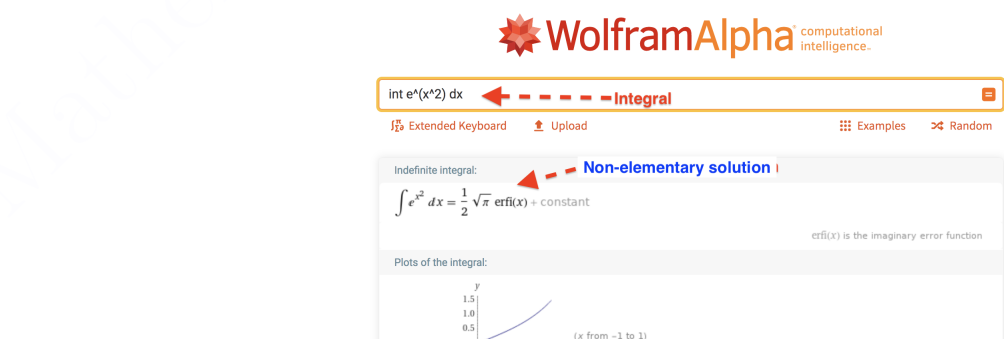 WolframAlpha computational intelligence.
int e^(x^2) dx
Integral
Extended Keyboard Upload Examples Random
Indefinite integral:
Non-elementary solution
∫ e^(x^2) dx = 1/2 √π erfi(x) + constant
erfi(x) is the imaginary error function
Plots of the integral:
y
1.5
1.0
0.5
(x from −1 to 1)